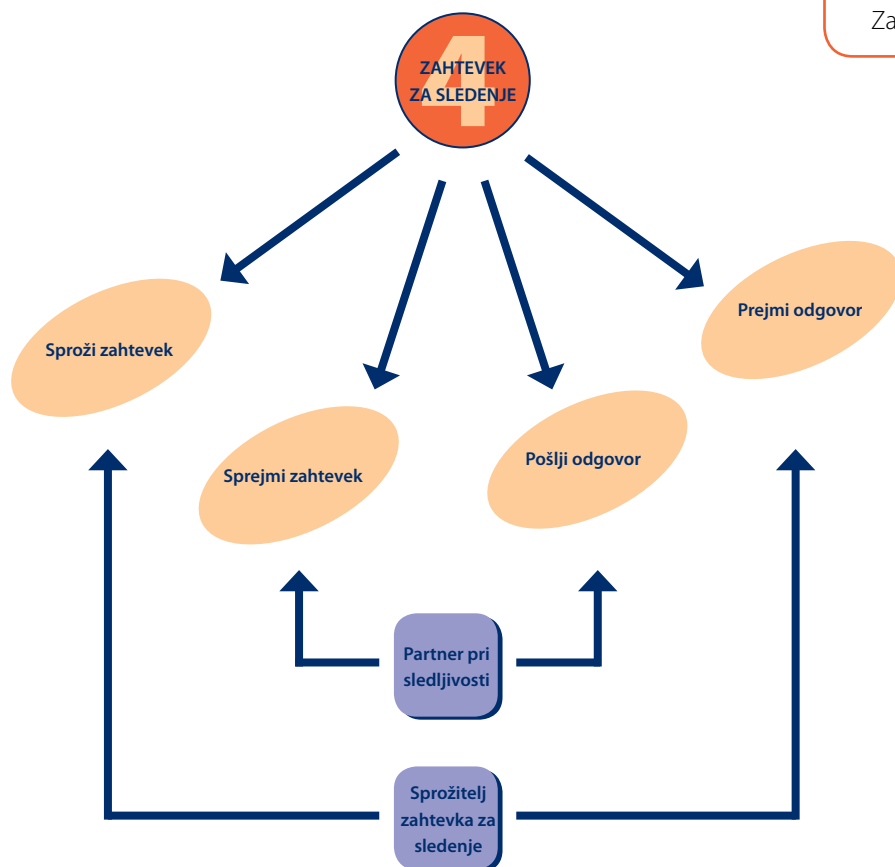 Za
4
ZAHTEVEK
ZA SLEDENJE
Sproži zahtevek
Sprejmi zahtevek
Pošlji odgovor
Prejmi odgovor
Partner pri
sledljivosti
Sprožitelj
zahtevka za
sledenje